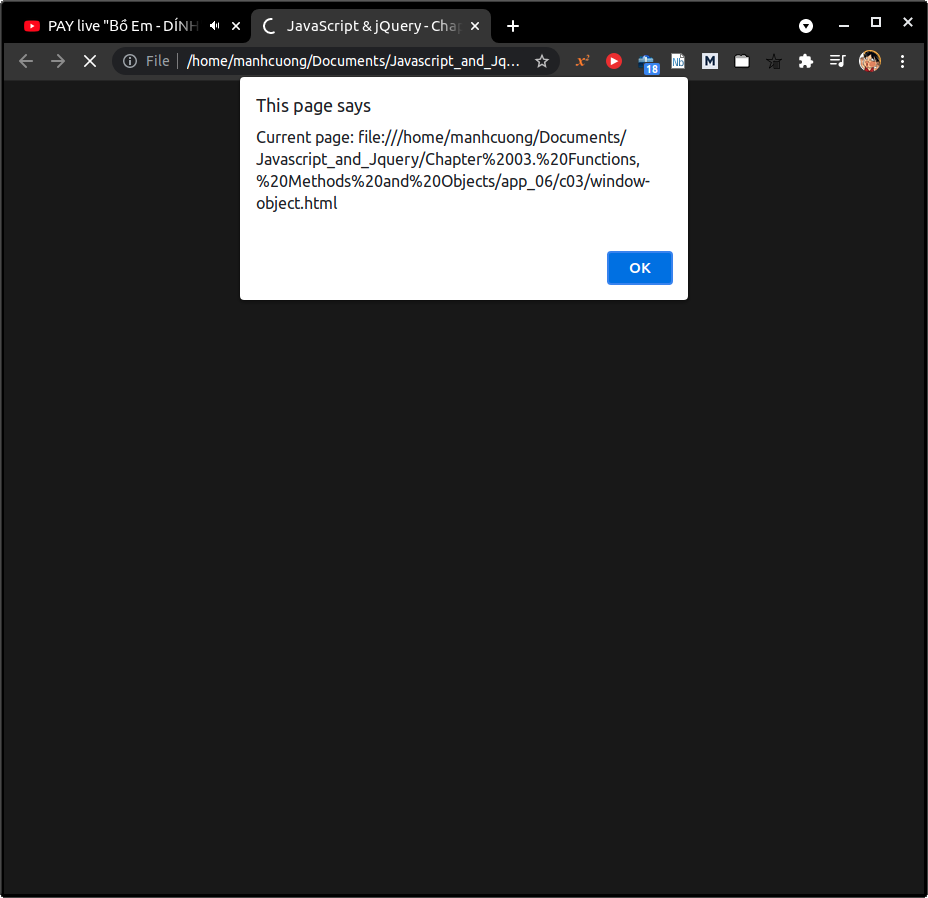 PAY live "Bố Em - DÍNH
JavaScript & jQuery - Chap
File /home/manhcuong/Documents/Javascript_and_Jq...
x²
18
M
This page says
Current page: file:///home/manhcuong/Documents/
Javascript_and_Jquery/Chapter%2003.%20Functions,
%20Methods%20and%20Objects/app_06/c03/window-
object.html
OK